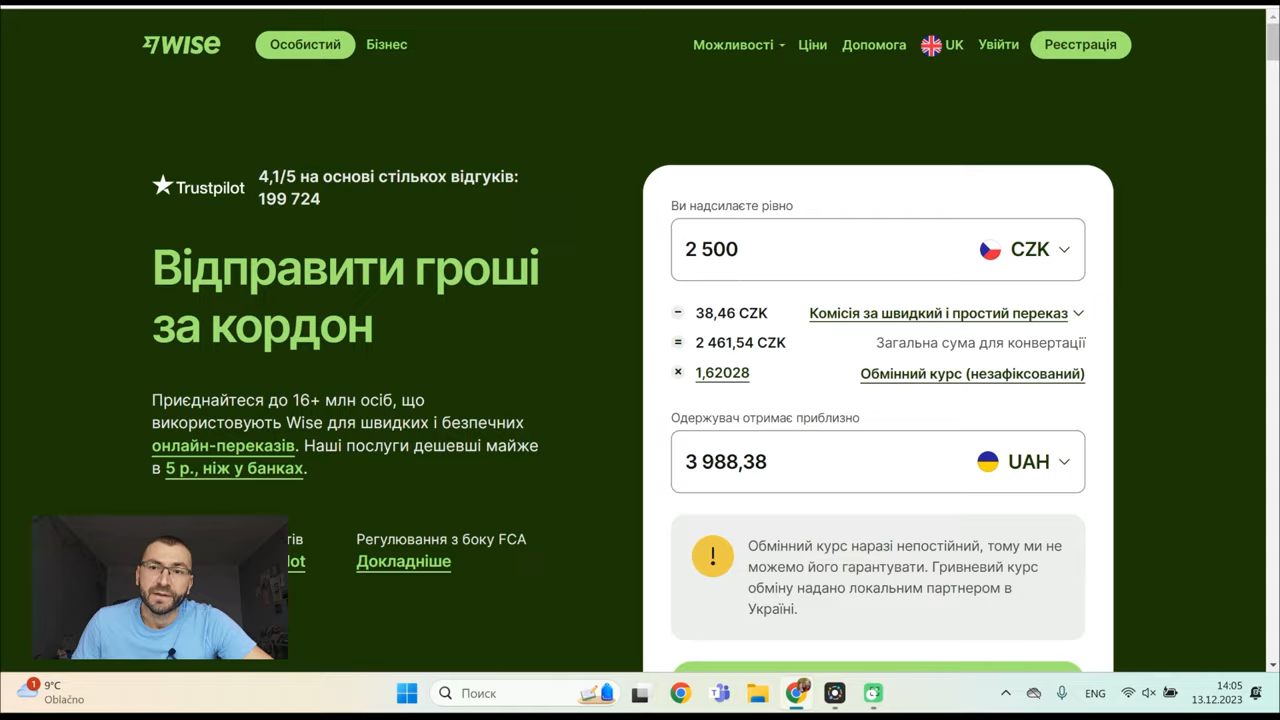 WISE
Особистий
Бізнес
Можливості
Ціни
Допомога
UK
Увійти
Реєстрація
Trustpilot
4,1/5 на основі стількох відгуків:
199 724
Відправити гроші
за кордон
Приєднайтеся до 16+ млн осіб, що
використовують Wise для швидких і безпечних
онлайн-переказів. Наші послуги дешевші майже
в 5 р., ніж у банках.
Регулювання з боку FCA
Докладніше
Ви надсилаєте рівно
2 500
CZK
− 38,46 CZK Комісія за швидкий і простий переказ
= 2 461,54 CZK Загальна сума для конвертації
× 1,62028 Обмінний курс (незафіксований)
Одержувач отримає приблизно
3 988,38
UAH
!
Обмінний курс наразі непостійний, тому ми не
можемо його гарантувати. Гривневий курс
обміну надано локальним партнером в
Україні.
1
9°C
Oblačno
Поиск
ENG
14:05
13.12.2023